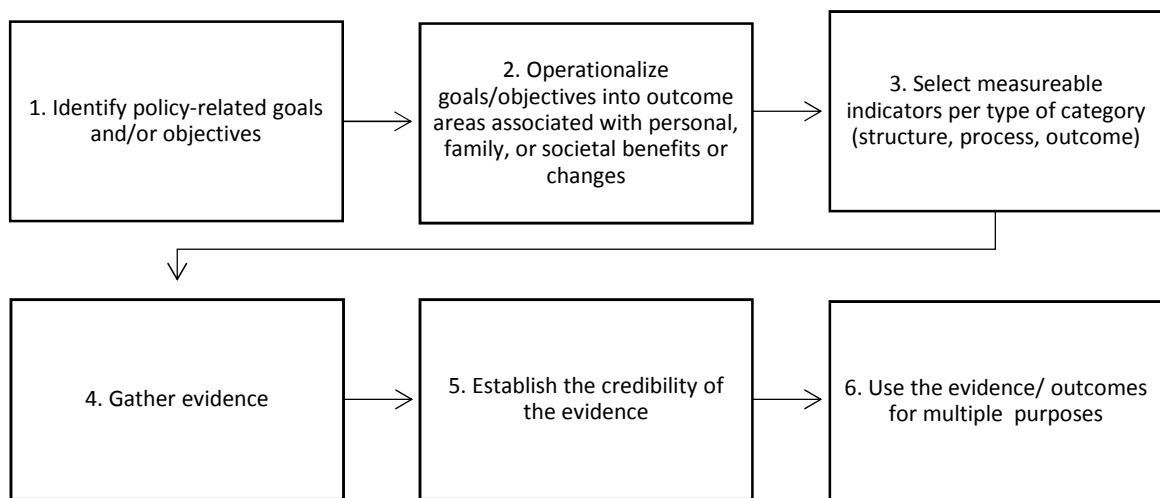 1. Identify policy-related goals
and/or objectives
2. Operationalize
goals/objectives into outcome
areas associated with personal,
family, or societal benefits or
changes
3. Select measureable
indicators per type of category
(structure, process, outcome)
4. Gather evidence
5. Establish the credibility of
the evidence
6. Use the evidence/ outcomes
for multiple purposes